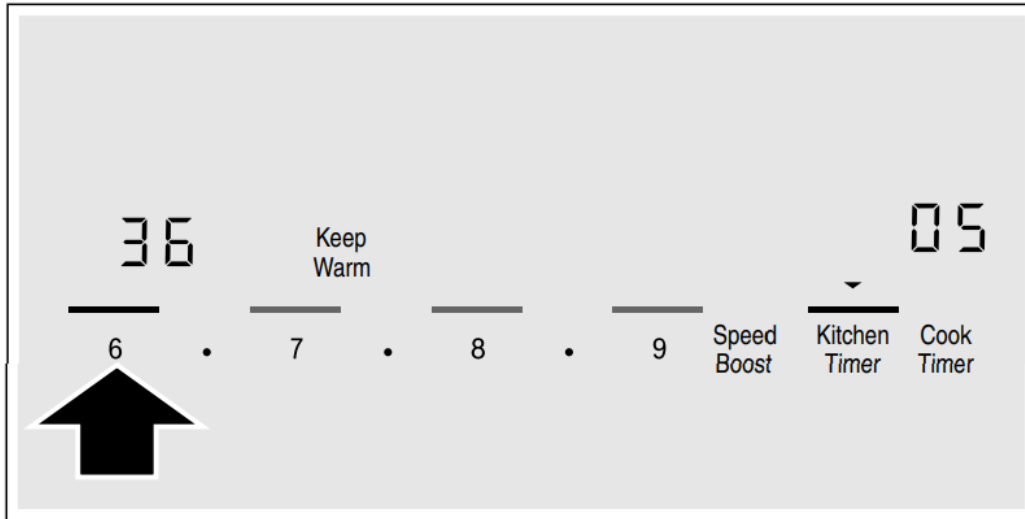 36
Keep
Warm
05
6 • 7 • 8 • 9
Speed
Boost
Kitchen
Timer
Cook
Timer